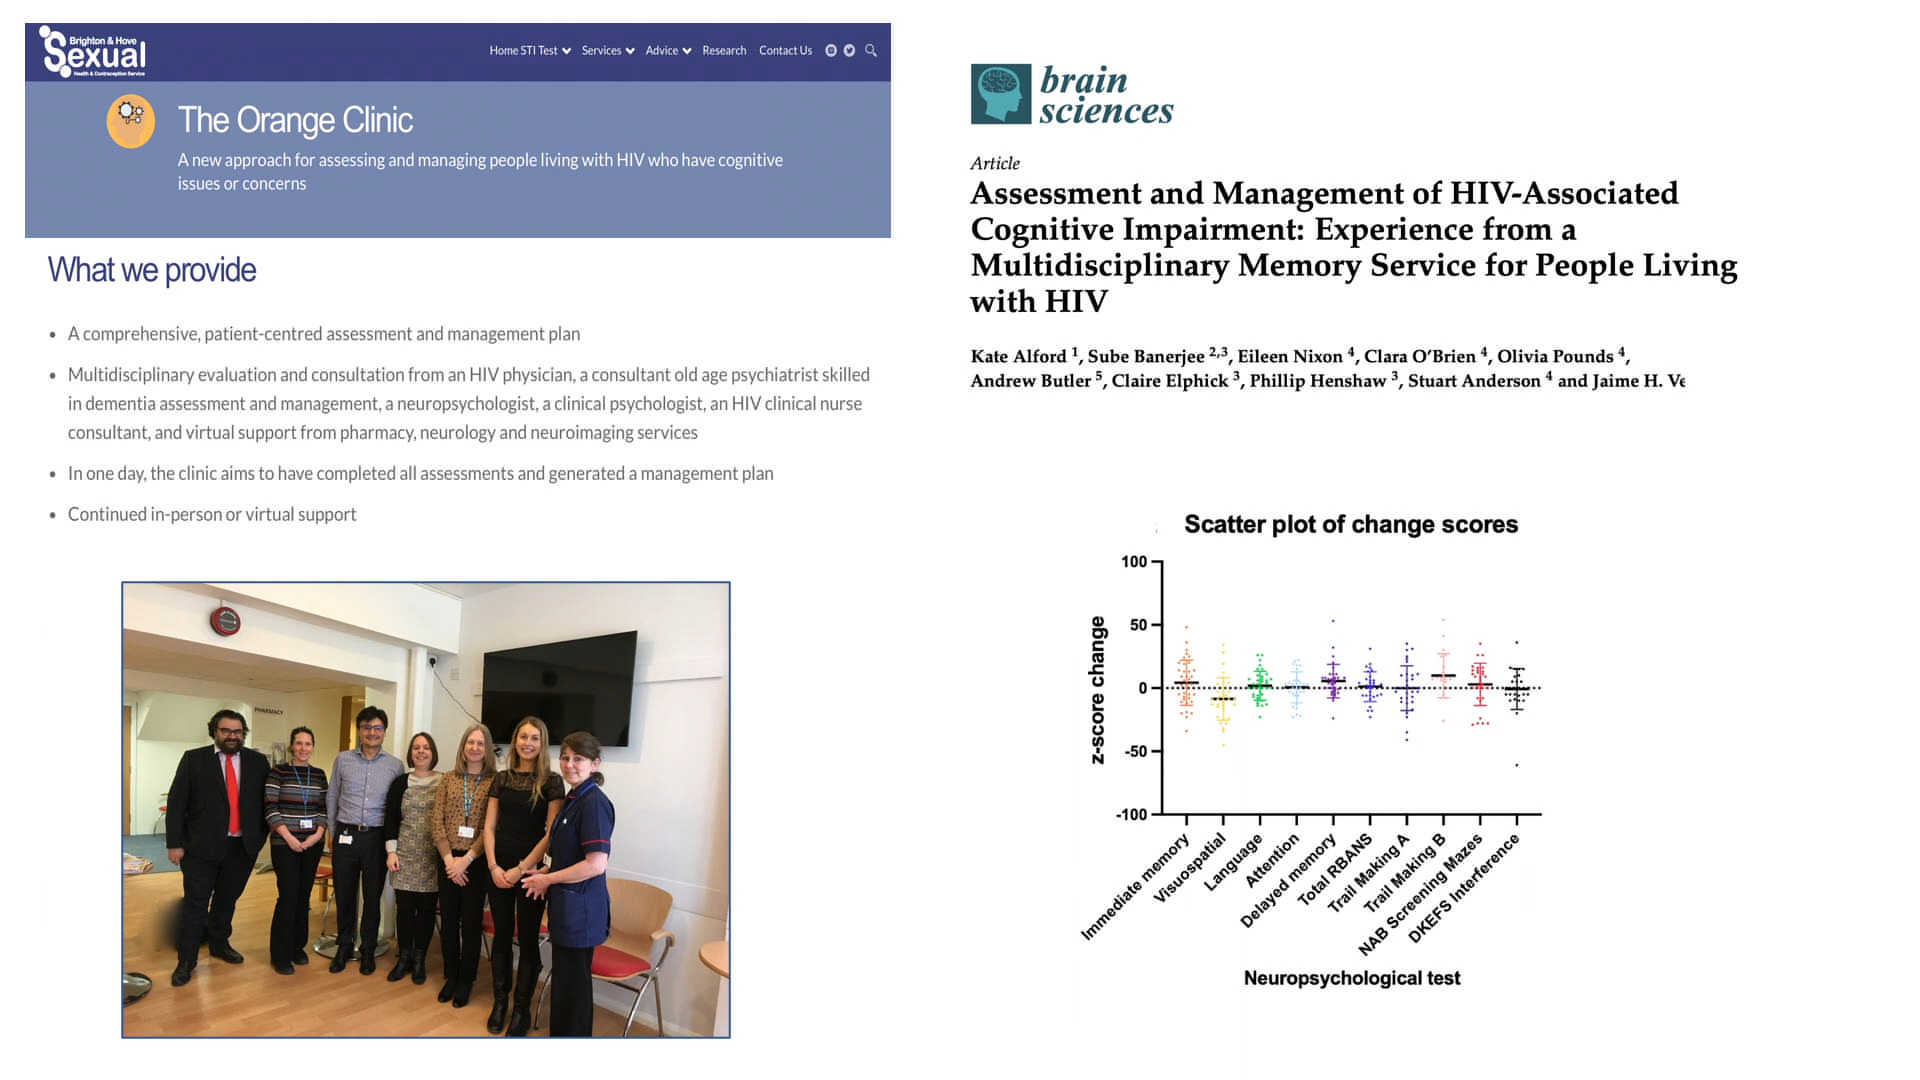 Brighton & Hove
Sexual
Health & Contraception Service
Home STI Test Services Advice Research Contact Us
The Orange Clinic
A new approach for assessing and managing people living with HIV who have cognitive
issues or concerns
What we provide
• A comprehensive, patient-centred assessment and management plan
• Multidisciplinary evaluation and consultation from an HIV physician, a consultant old age psychiatrist skilled
in dementia assessment and management, a neuropsychologist, a clinical psychologist, an HIV clinical nurse
consultant, and virtual support from pharmacy, neurology and neuroimaging services
• In one day, the clinic aims to have completed all assessments and generated a management plan
• Continued in-person or virtual support
PHARMACY
brain
sciences
Article
Assessment and Management of HIV-Associated
Cognitive Impairment: Experience from a
Multidisciplinary Memory Service for People Living
with HIV
Kate Alford 1, Sube Banerjee 2,3, Eileen Nixon 4, Clara O'Brien 4, Olivia Pounds 4,
Andrew Butler 5, Claire Elphick 3, Phillip Henshaw 3, Stuart Anderson 4 and Jaime H.
Scatter plot of change scores
z-score change
100
50
0
-50
-100
Immediate memory
Visuospatial
Language
Attention
Delayed memory
Total RBANS
Trail Making A
Trail Making B
NAB Screening Mazes
DKEFS Interference
Neuropsychological test